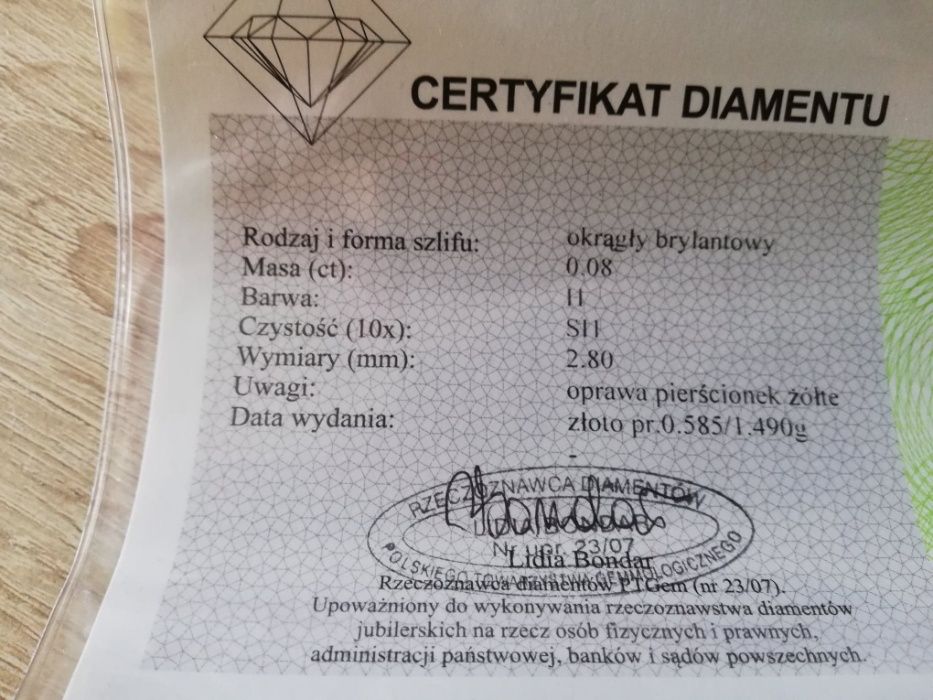 CERTYFIKAT DIAMENTU
Rodzaj i forma szlifu: okrągły brylantowy
Masa (ct): 0.08
Barwa: H
Czystość (10x): SI1
Wymiary (mm): 2.80
Uwagi: oprawa pierścionek żółte
Data wydania: złoto pr.0.585/1.490g
-
RZECZOZNAWCA DIAMENTÓW
Nr upr. 23/07
POLSKIEGO TOWARZYSTWA GEMMOLOGICZNEGO
Lidia Bondar
Rzeczoznawca diamentów PTGem (nr 23/07).
Upoważniony do wykonywania rzeczoznawstwa diamentów
jubilerskich na rzecz osób fizycznych i prawnych,
administracji państwowej, banków i sądów powszechnych.